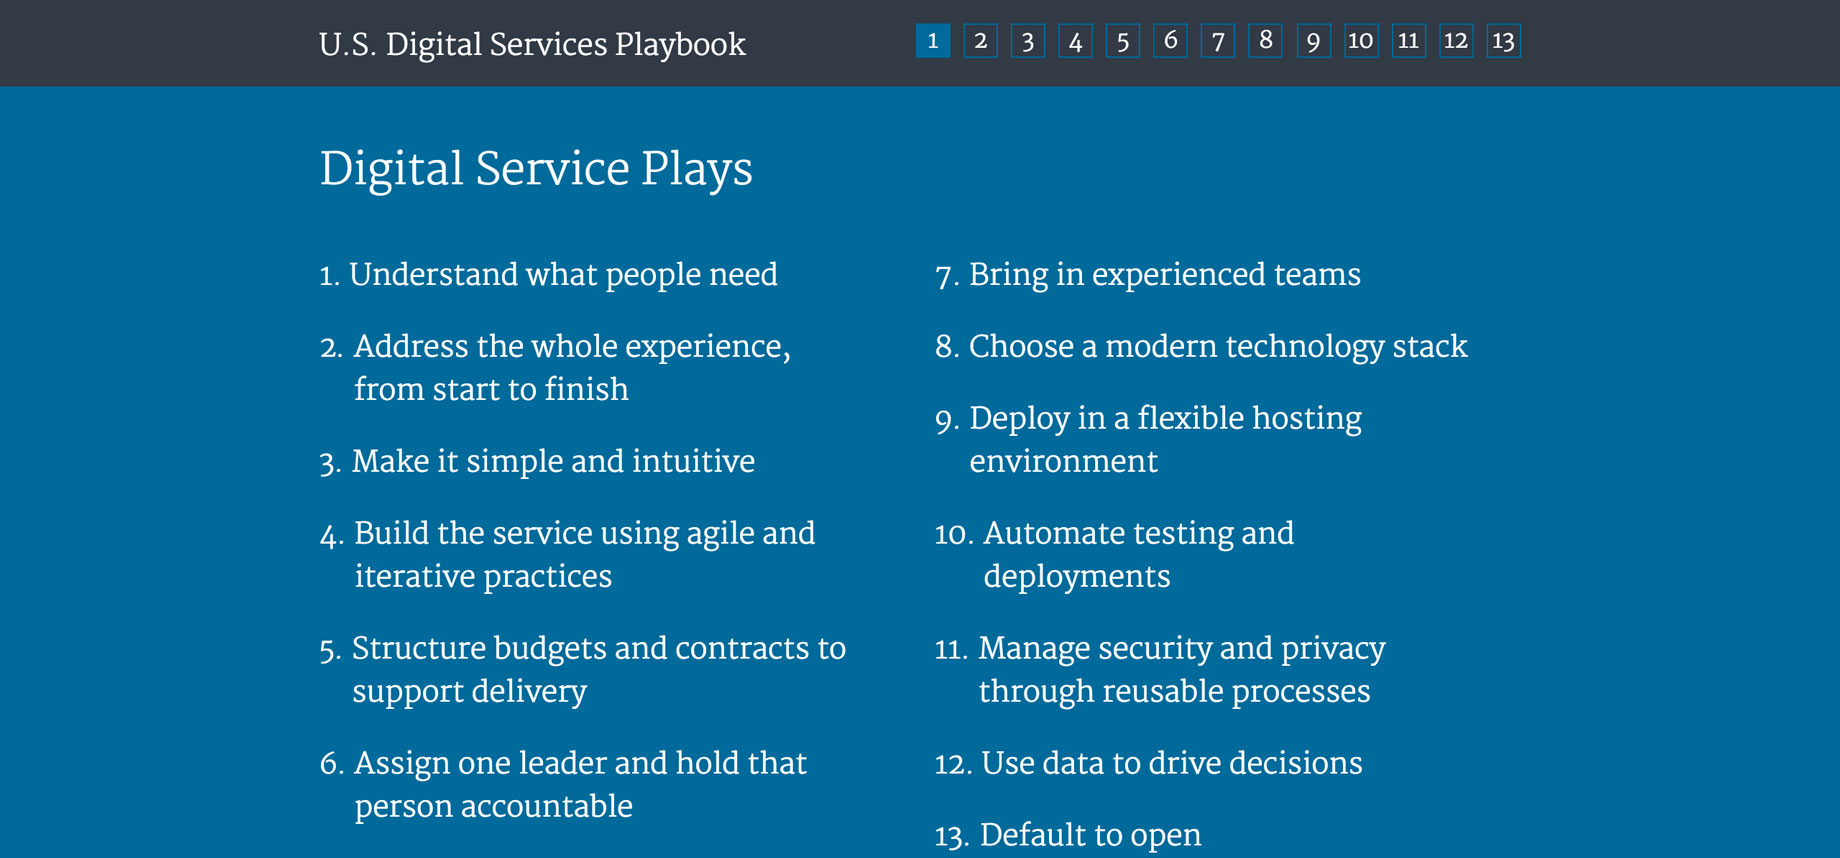 U.S. Digital Services Playbook
1 2 3 4 5 6 7 8 9 10 11 12 13
Digital Service Plays
1. Understand what people need
2. Address the whole experience,
from start to finish
3. Make it simple and intuitive
4. Build the service using agile and
iterative practices
5. Structure budgets and contracts to
support delivery
6. Assign one leader and hold that
person accountable
7. Bring in experienced teams
8. Choose a modern technology stack
9. Deploy in a flexible hosting
environment
10. Automate testing and
deployments
11. Manage security and privacy
through reusable processes
12. Use data to drive decisions
13. Default to open